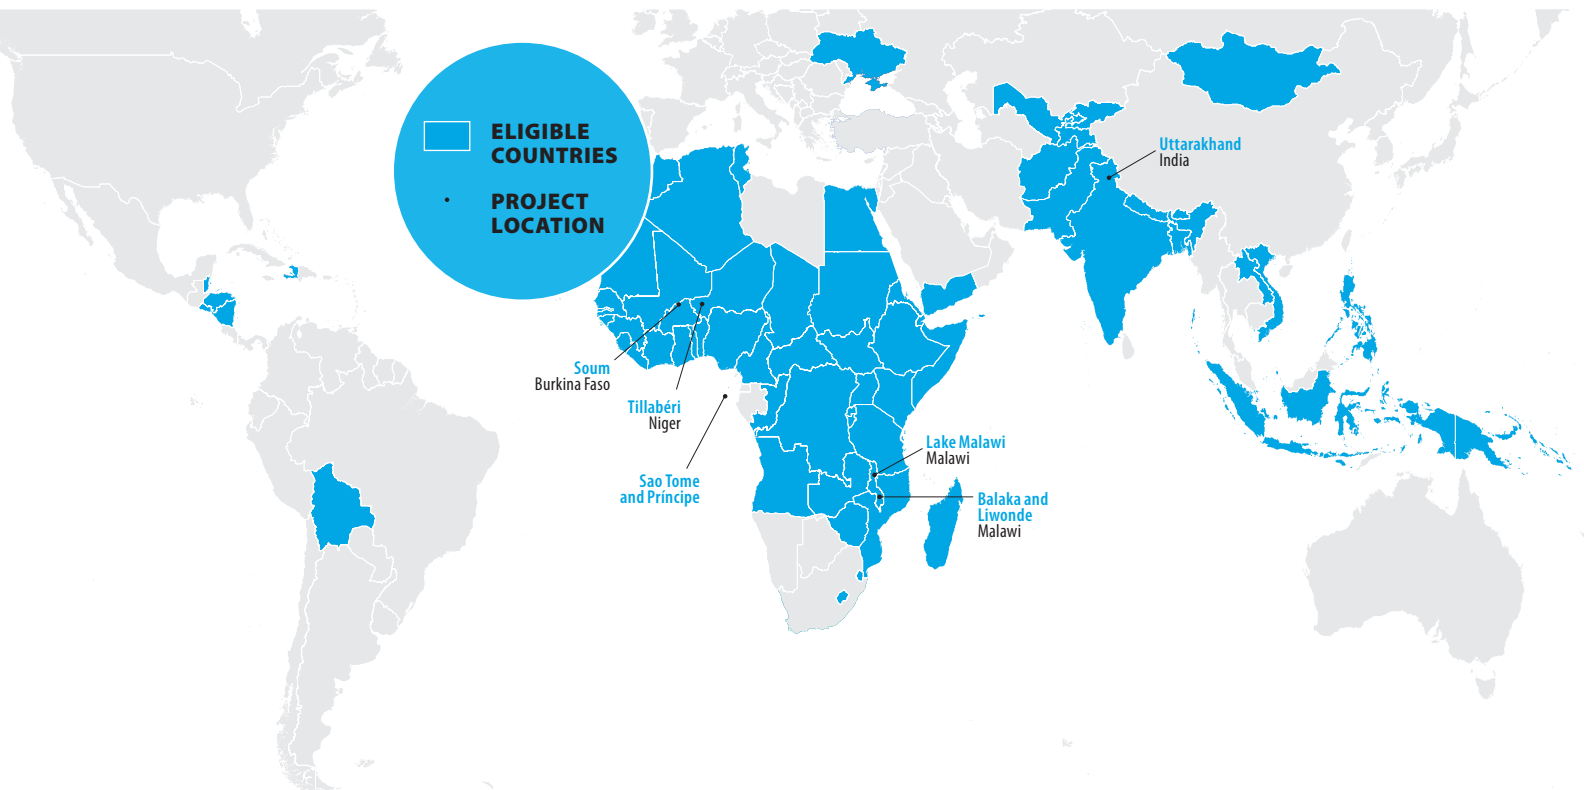 ELIGIBLE
COUNTRIES
PROJECT
LOCATION
Uttarakhand
India
Soum
Burkina Faso
Tillabéri
Niger
Sao Tome
and Príncipe
Lake Malawi
Malawi
Balaka and
Liwonde
Malawi